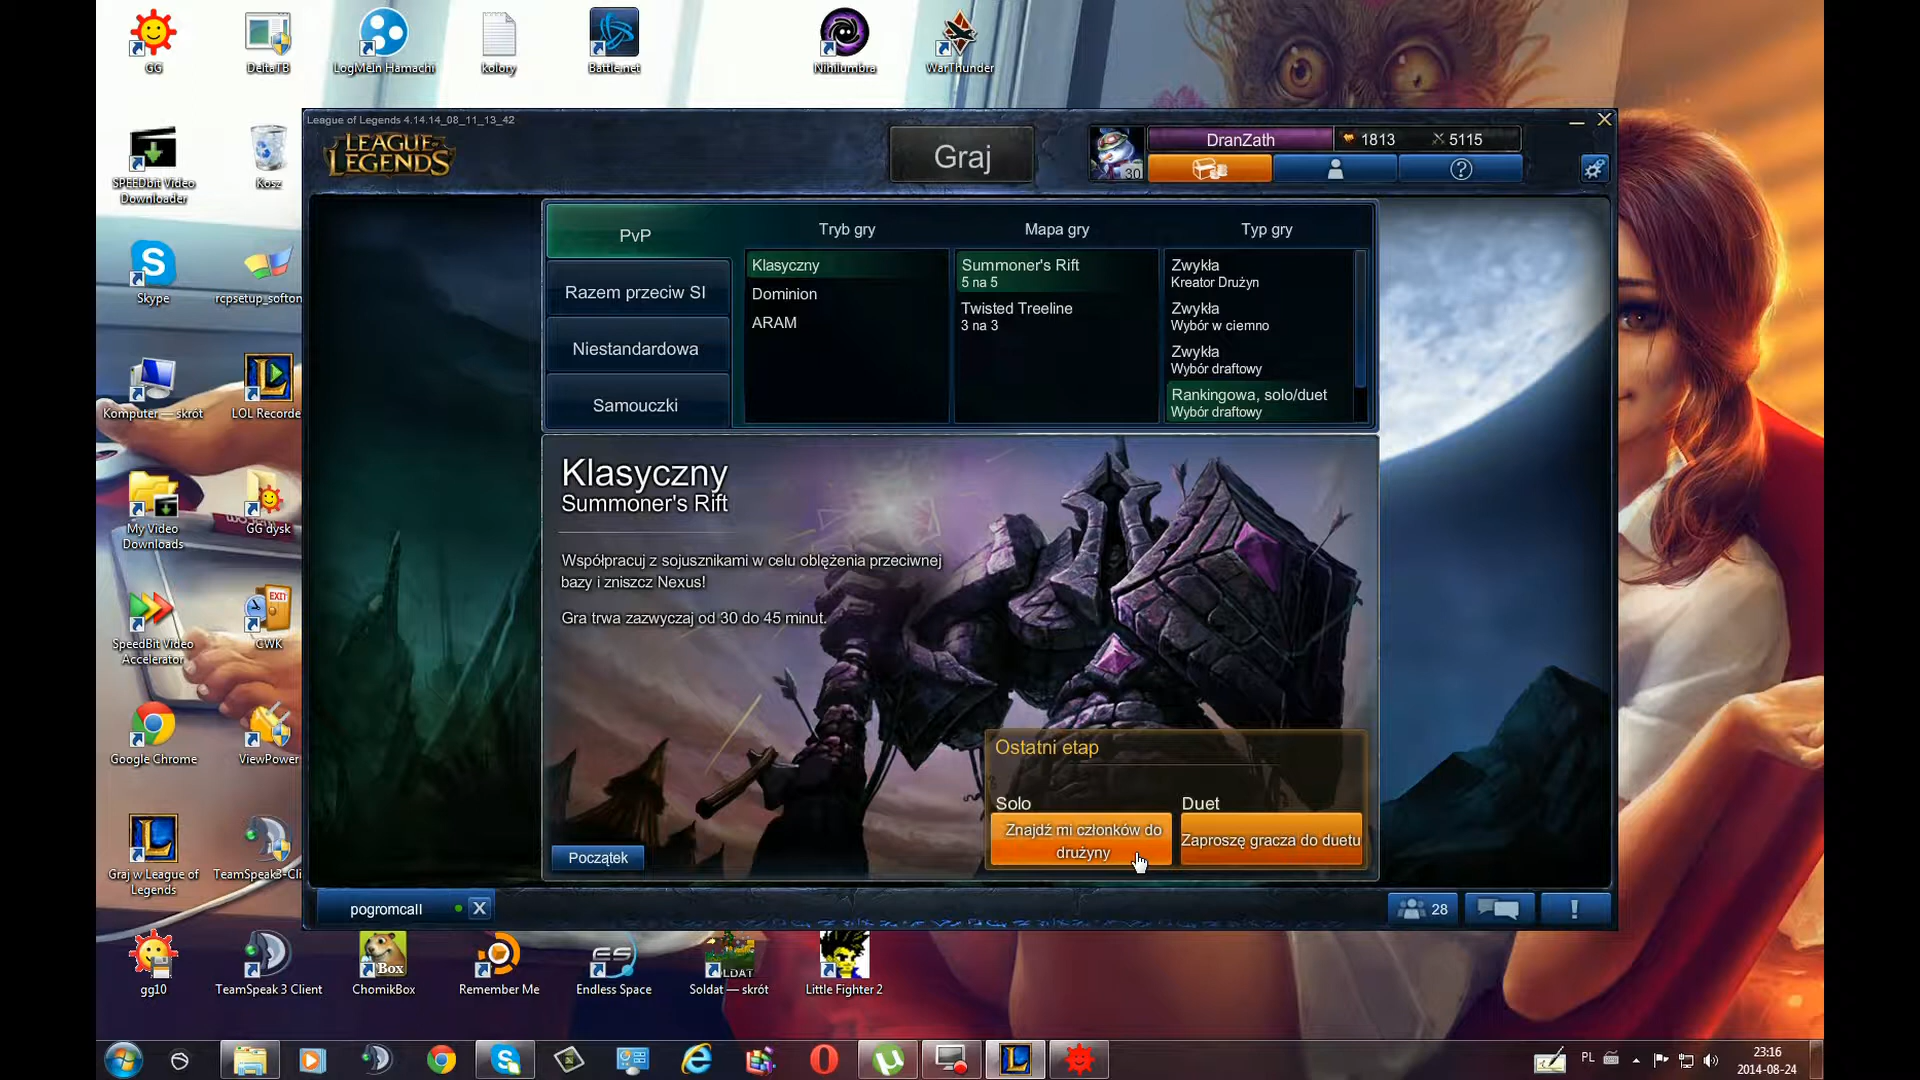 GG
DeltaTB
LogMeIn Hamachi
kolory
Battle.net
Nihilumbra
WarThunder
League of Legends 4.14.14_08_11_13_42
LEAGUE of LEGENDS
Graj
DranZath
1813
5115
30
?
SPEEDbit Video
Downloader
Kosz
PvP
Tryb gry
Mapa gry
Typ gry
Razem przeciw SI
Niestandardowa
Samouczki
Klasyczny
Dominion
ARAM
Summoner's Rift
5 na 5
Twisted Treeline
3 na 3
Zwykła
Kreator Drużyn
Zwykła
Wybór w ciemno
Zwykła
Wybór draftowy
Rankingowa, solo/duet
Wybór draftowy
Skype
rcpsetup_softon
Komputer — skrót
LOL Recorde
Klasyczny
Summoner's Rift
Współpracuj z sojusznikami w celu oblężenia przeciwnej
bazy i zniszcz Nexus!
Gra trwa zazwyczaj od 30 do 45 minut.
My Video
Downloads
GG dysk
EXIT
SpeedBit Video
Accelerator
CWK
Google Chrome
ViewPower
Ostatni etap
Solo
Duet
Znajdź mi członków do
drużyny
Zaproszę gracza do duetu
Początek
Graj w League of
Legends
TeamSpeak3-Cli
pogromcall
X
28
!
gg10
TeamSpeak 3 Client
Box
ChomikBox
Remember Me
ES
Endless Space
Soldat — skrót
Little Fighter 2
PL
23:16
2014-08-24